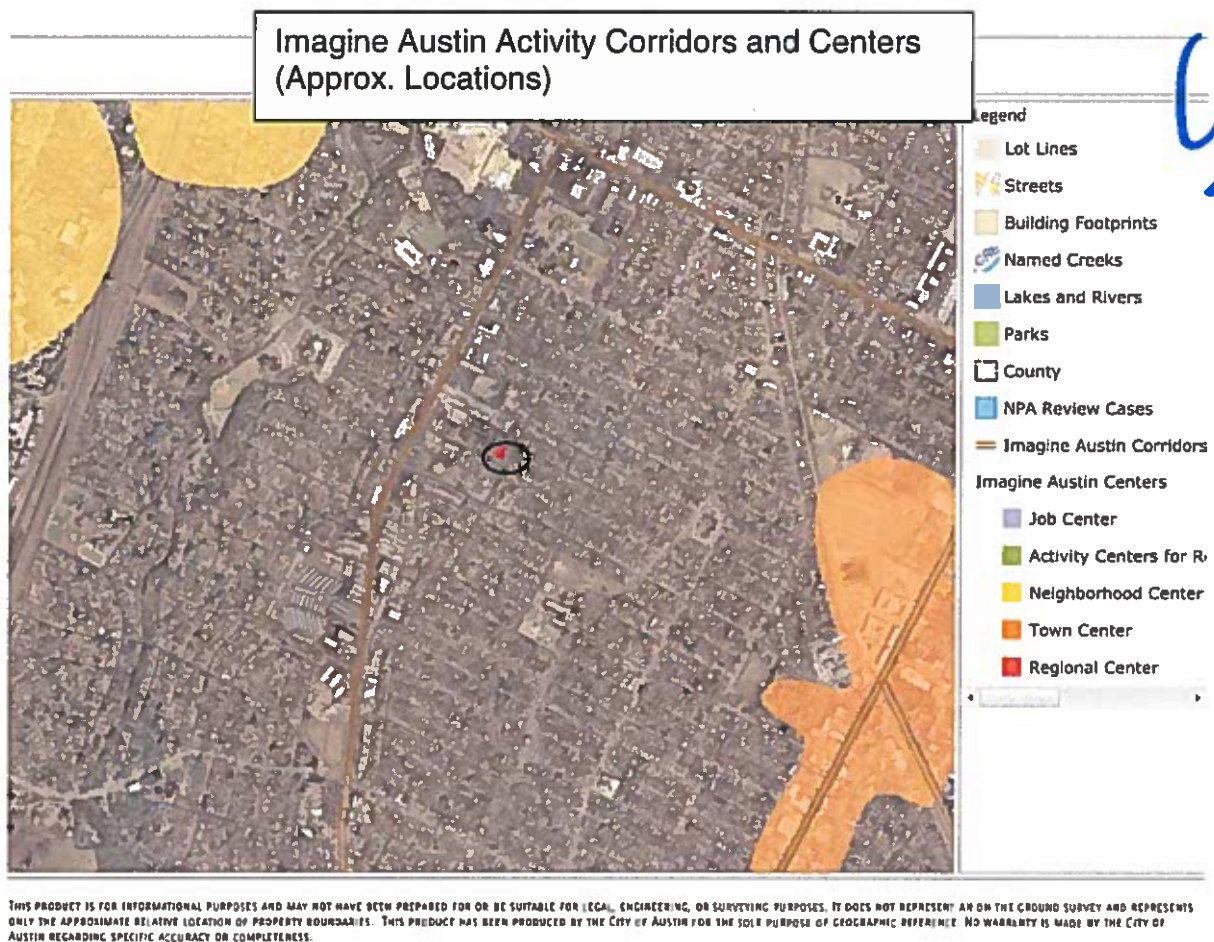 Imagine Austin Activity Corridors and Centers
(Approx. Locations)
Legend
Lot Lines
Streets
Building Footprints
Named Creeks
Lakes and Rivers
Parks
County
NPA Review Cases
Imagine Austin Corridors
Imagine Austin Centers
Job Center
Activity Centers for R
Neighborhood Center
Town Center
Regional Center
THIS PRODUCT IS FOR INFORMATIONAL PURPOSES AND MAY NOT HAVE BEEN PREPARED FOR OR BE SUITABLE FOR LEGAL, ENGINEERING, OR SURVEYING PURPOSES. IT DOES NOT REPRESENT AN ON THE GROUND SURVEY AND REPRESENTS
ONLY THE APPROXIMATE RELATIVE LOCATION OF PROPERTY BOUNDARIES. THIS PRODUCT HAS BEEN PRODUCED BY THE CITY OF AUSTIN FOR THE SOLE PURPOSE OF GEOGRAPHIC REFERENCE. NO WARRANTY IS MADE BY THE CITY OF
AUSTIN REGARDING SPECIFIC ACCURACY OR COMPLETENESS.